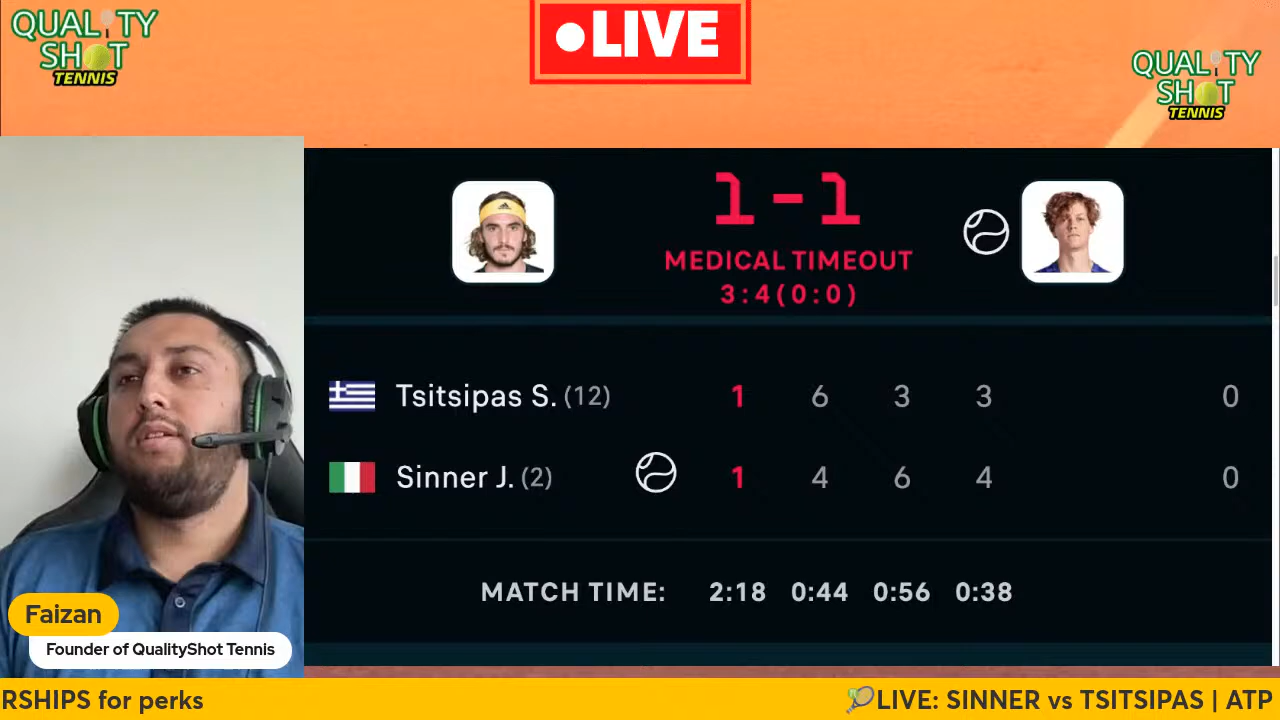 QUALITY
SHOT
TENNIS
LIVE
QUALITY
SHOT
TENNIS
1-1
MEDICAL TIMEOUT
3:4(0:0)
Tsitsipas S. (12) 1 6 3 3 0
Sinner J. (2) 1 4 6 4 0
MATCH TIME: 2:18 0:44 0:56 0:38
Faizan
Founder of QualityShot Tennis
RSHIPS for perks LIVE: SINNER vs TSITSIPAS | ATP